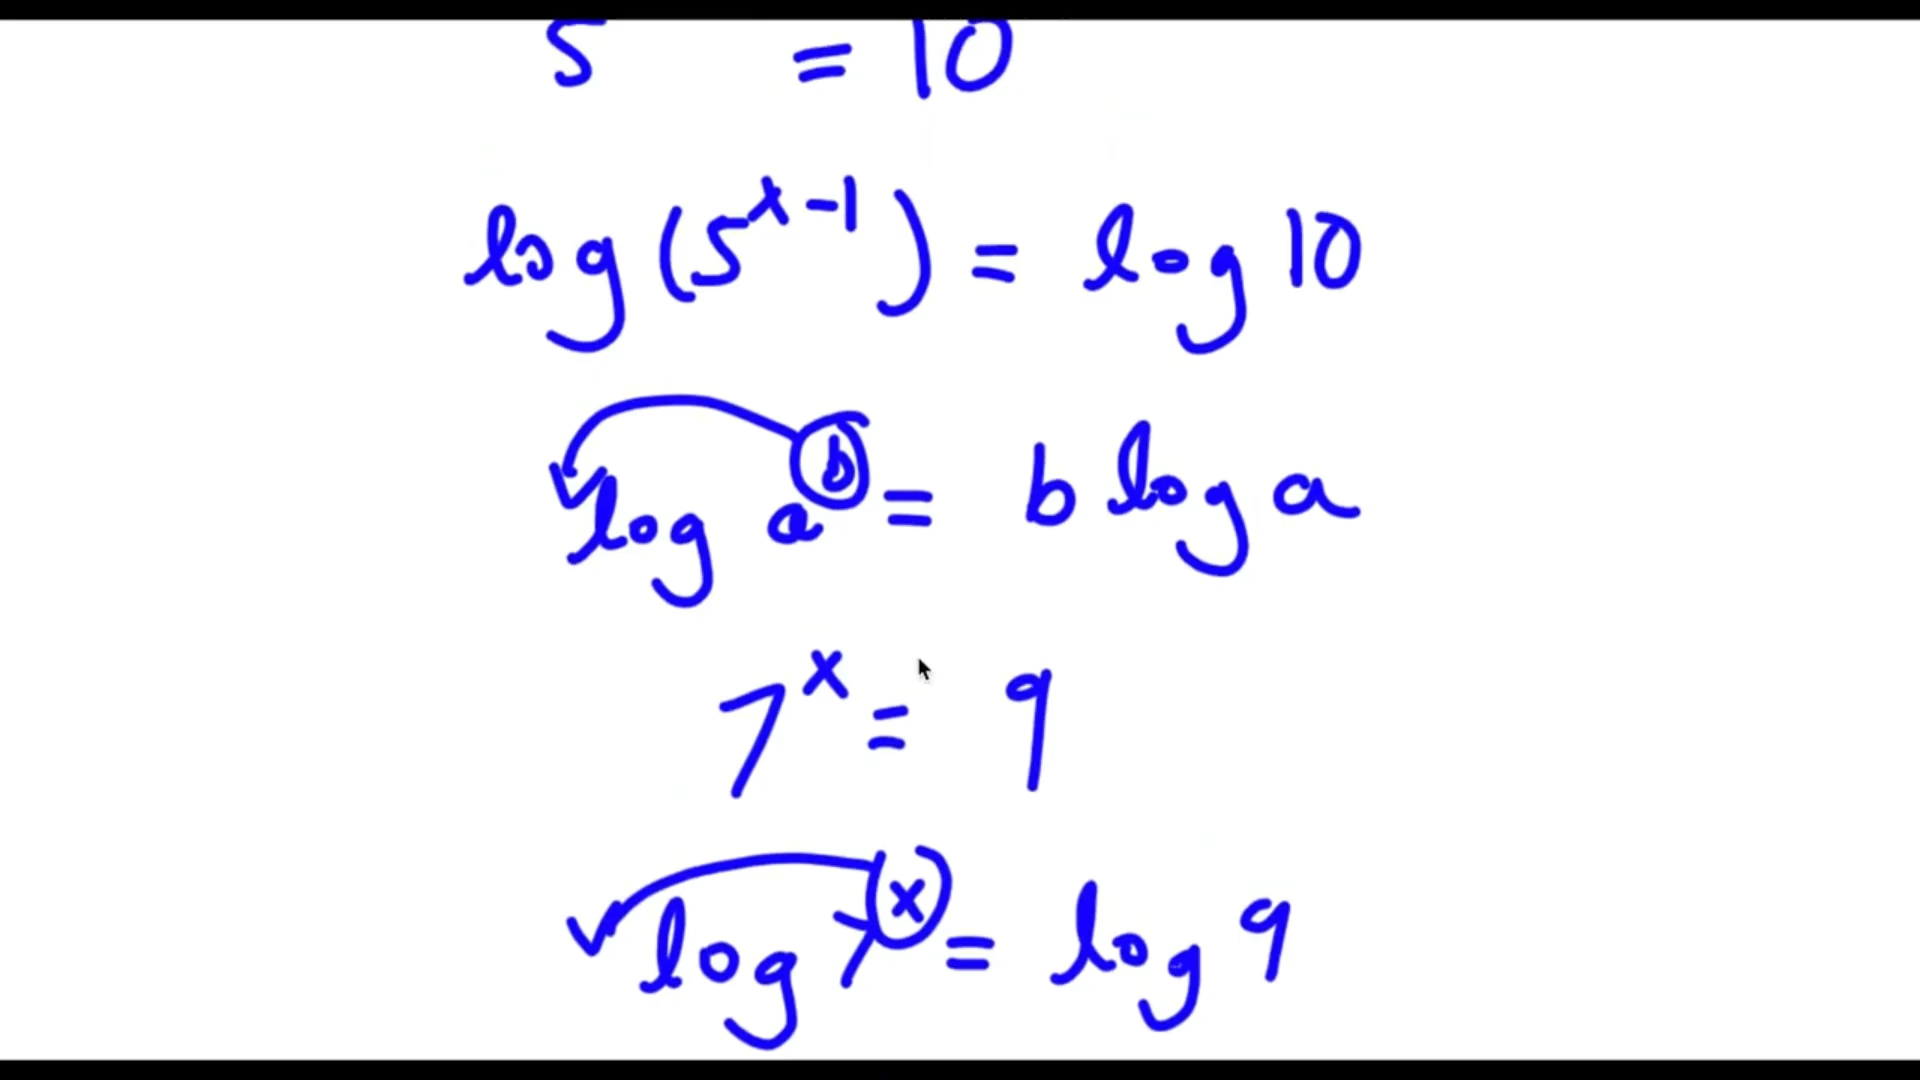 5 = 10
log (5^x-1) = log 10
log a^b = b log a
7^x = 9
log 7^x = log 9